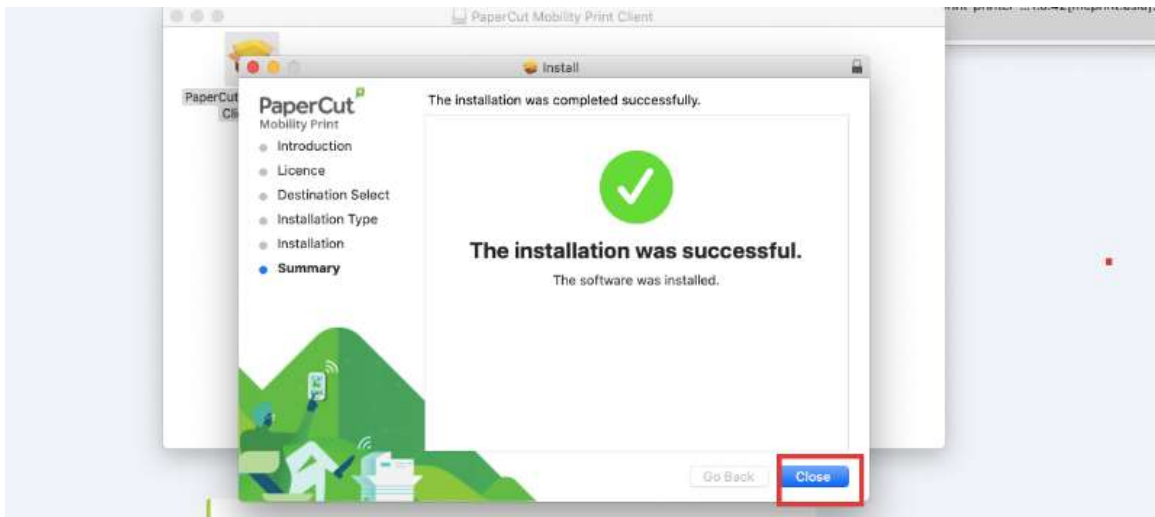 PaperCut Mobility Print Client
Install
PaperCut
PaperCut
Mobility Print
The installation was completed successfully.
Introduction
Licence
Destination Select
Installation Type
Installation
Summary
The installation was successful.
The software was installed.
Go Back
Close